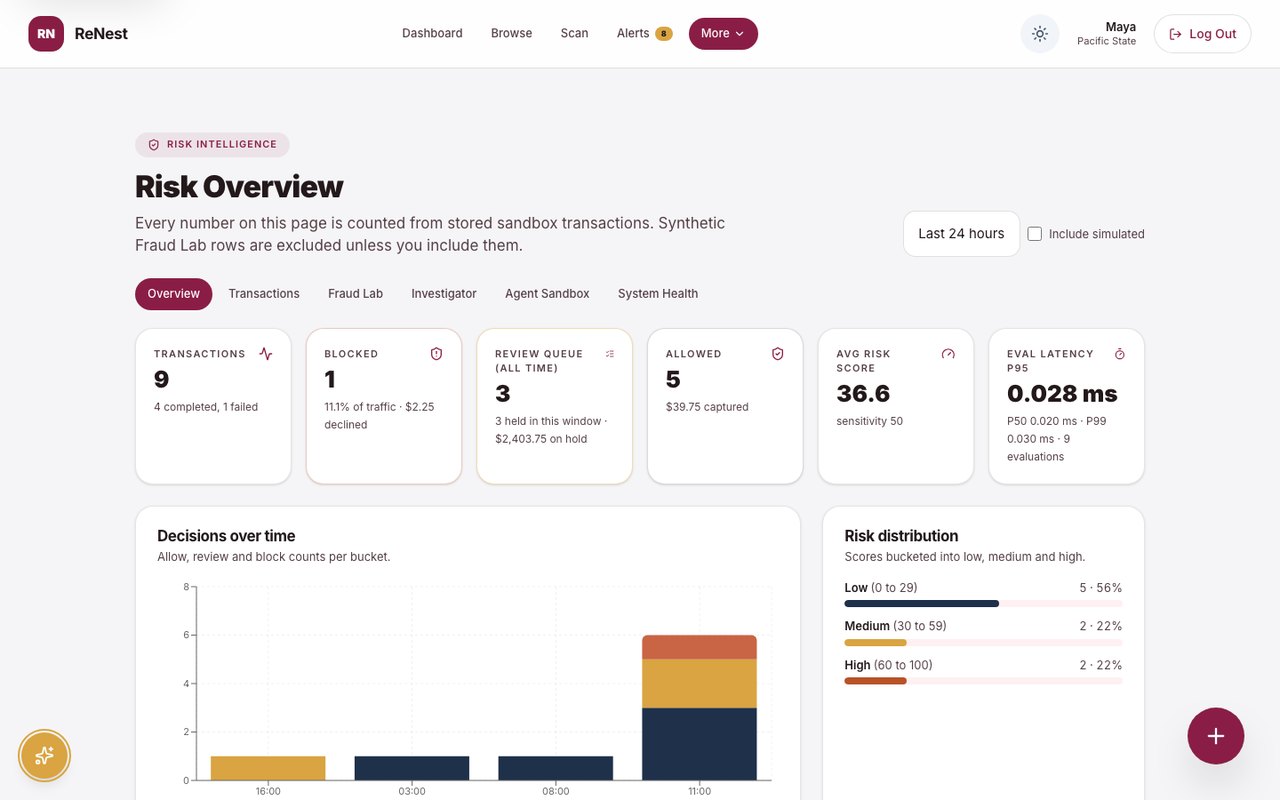 RN
ReNest
Dashboard
Browse
Scan
Alerts 8
More
Maya
Pacific State
Log Out
RISK INTELLIGENCE
Risk Overview
Every number on this page is counted from stored sandbox transactions. Synthetic
Fraud Lab rows are excluded unless you include them.
Last 24 hours
Include simulated
Overview
Transactions
Fraud Lab
Investigator
Agent Sandbox
System Health
TRANSACTIONS
9
4 completed, 1 failed
BLOCKED
1
11.1% of traffic · $2.25
declined
REVIEW QUEUE
(ALL TIME)
3
3 held in this window ·
$2,403.75 on hold
ALLOWED
5
$39.75 captured
AVG RISK
SCORE
36.6
sensitivity 50
EVAL LATENCY
P95
0.028 ms
P50 0.020 ms · P99
0.030 ms · 9
evaluations
Decisions over time
Allow, review and block counts per bucket.
8
6
4
2
0
16:00
03:00
08:00
11:00
Risk distribution
Scores bucketed into low, medium and high.
Low (0 to 29)
5 · 56%
Medium (30 to 59)
2 · 22%
High (60 to 100)
2 · 22%